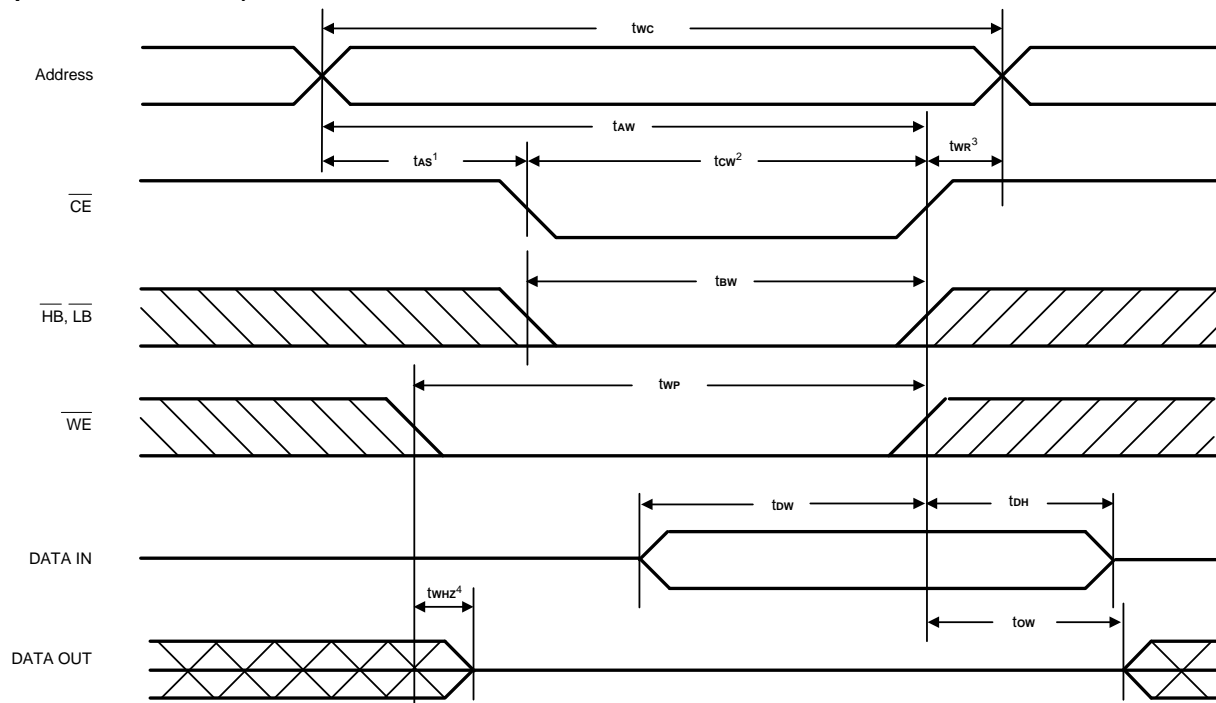 tWC
Address
tAW
tAS1
tCW2
tWR3
CE
tBW
HB, LB
tWP
WE
tDW
tDH
DATA IN
tWHZ4
tOW
DATA OUT